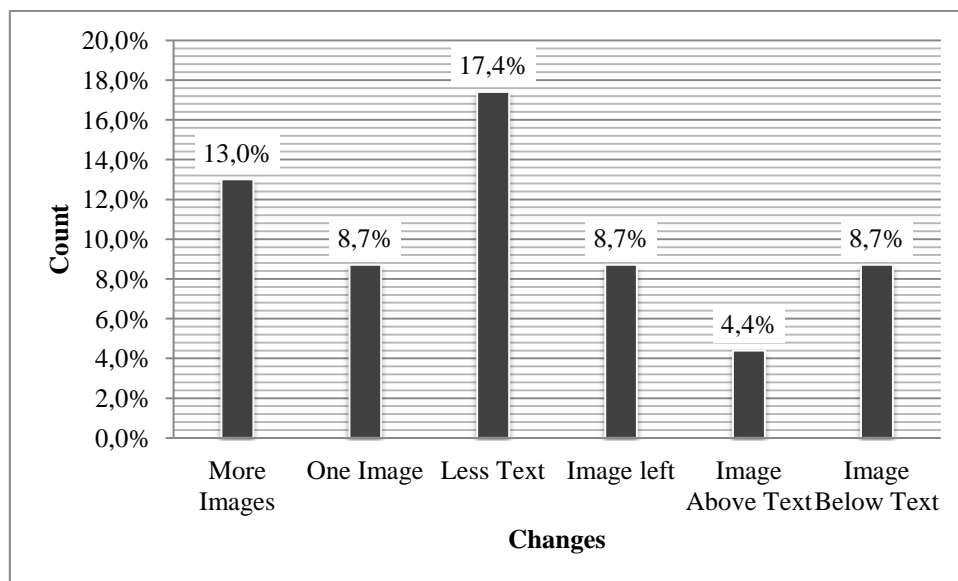 20,0%
18,0%
16,0%
14,0%
12,0%
10,0%
8,0%
6,0%
4,0%
2,0%
0,0%
Count
13,0%
8,7%
17,4%
8,7%
4,4%
8,7%
More
Images
One Image
Less Text
Image left
Image
Above Text
Image
Below Text
Changes